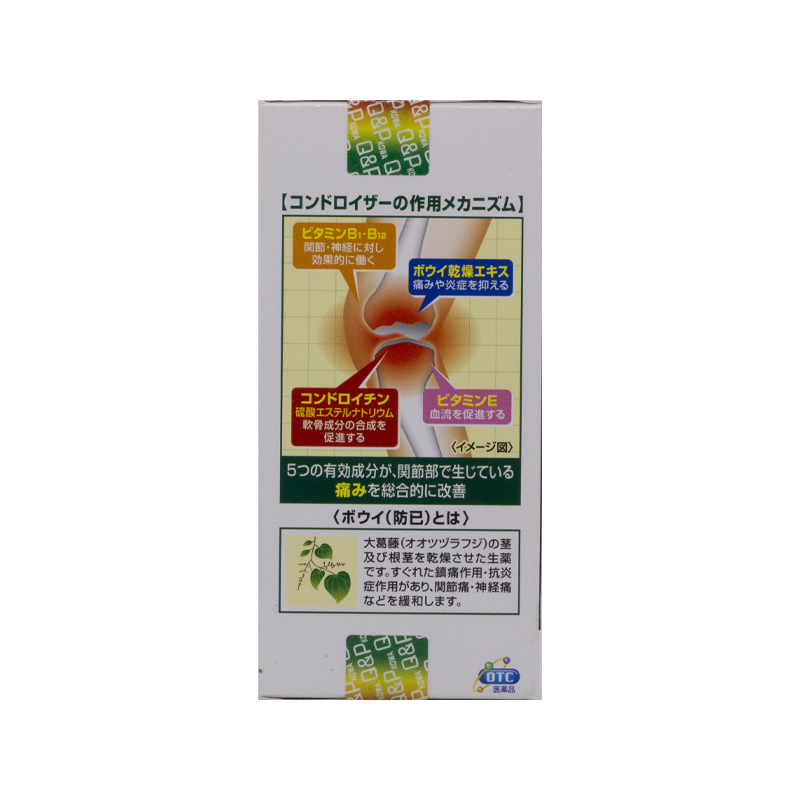 Q&P KOWA
【コンドロイザーの作用メカニズム】
ビタミンB1・B12
関節・神経に対し
効果的に働く
ボウイ乾燥エキス
痛みや炎症を抑える
コンドロイチン
硫酸エステルナトリウム
軟骨成分の合成を
促進する
ビタミンE
血流を促進する
〈イメージ図〉
5つの有効成分が、関節部で生じている
痛みを総合的に改善
〈ボウイ（防已）とは〉
大葛藤（オオツヅラフジ）の茎
及び根茎を乾燥させた生薬
です。すぐれた鎮痛作用・抗炎
症作用があり、関節痛・神経痛
などを緩和します。
Q&P KOWA
OTC
医薬品